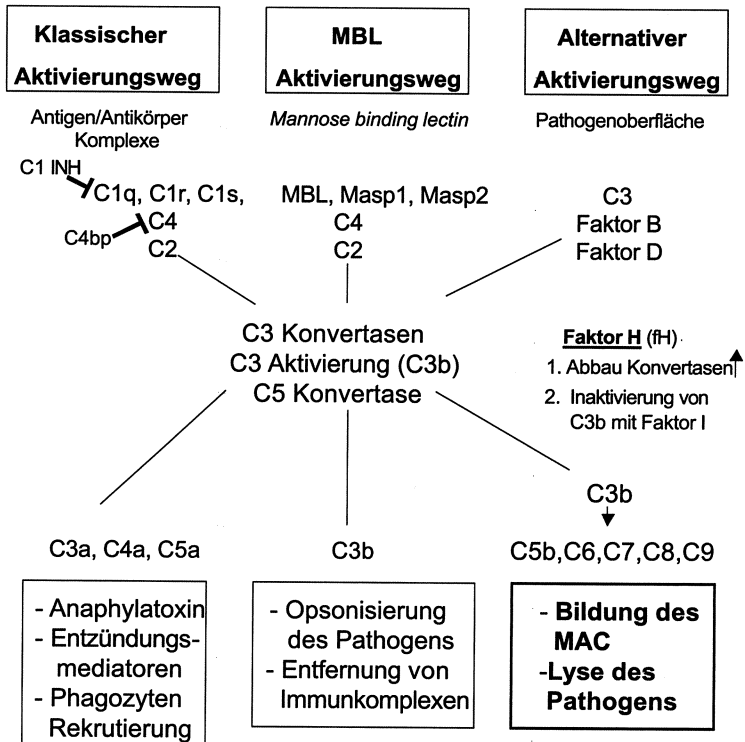 Klassischer
Aktivierungsweg
MBL
Aktivierungsweg
Alternativer
Aktivierungsweg
Antigen/Antikörper
Komplexe
Mannose binding lectin
Pathogenoberfläche
C1 INH
C1q, C1r, C1s,
C4bp
C4
C2
MBL, Masp1, Masp2
C4
C2
C3
Faktor B
Faktor D
C3 Konvertasen
C3 Aktivierung (C3b)
C5 Konvertase
Faktor H (fH)
1. Abbau Konvertasen
2. Inaktivierung von
C3b mit Faktor I
C3a, C4a, C5a
C3b
C3b
C5b,C6,C7,C8,C9
- Anaphylatoxin
- Entzündungs-
mediatoren
- Phagozyten
Rekrutierung
- Opsonisierung
des Pathogens
- Entfernung von
Immunkomplexen
- Bildung des
MAC
-Lyse des
Pathogens